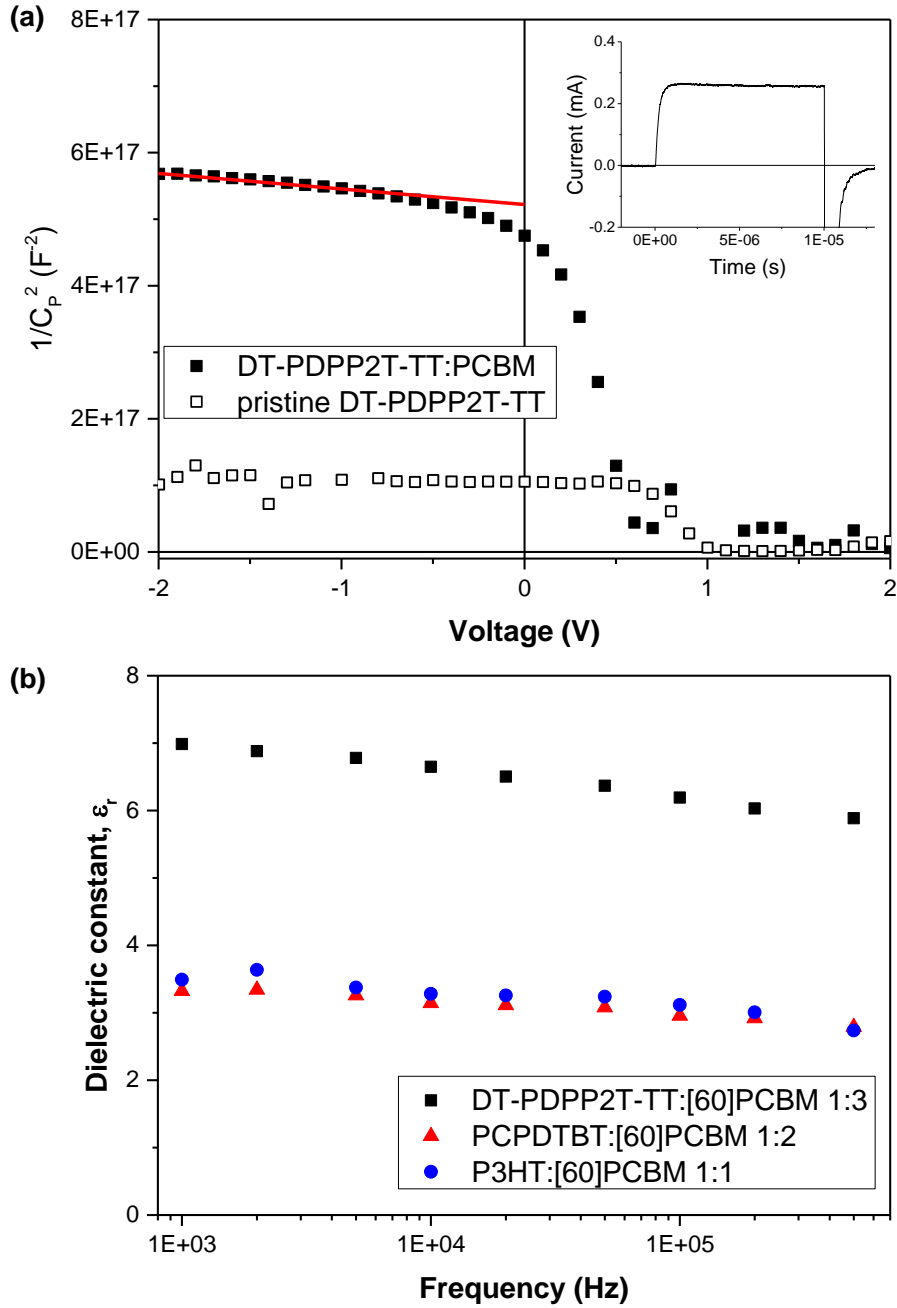 (a)
8E+17
6E+17
4E+17
2E+17
0E+00
1/C_P^2 (F^-2)
-2 -1 0 1 2
Voltage (V)
DT-PDPP2T-TT:PCBM
pristine DT-PDPP2T-TT
0.4
0.2
0.0
-0.2
Current (mA)
0E+00 5E-06 1E-05
Time (s)
(b)
8
6
4
2
0
Dielectric constant, ε_r
DT-PDPP2T-TT:[60]PCBM 1:3
PCPDTBT:[60]PCBM 1:2
P3HT:[60]PCBM 1:1
1E+03 1E+04 1E+05
Frequency (Hz)